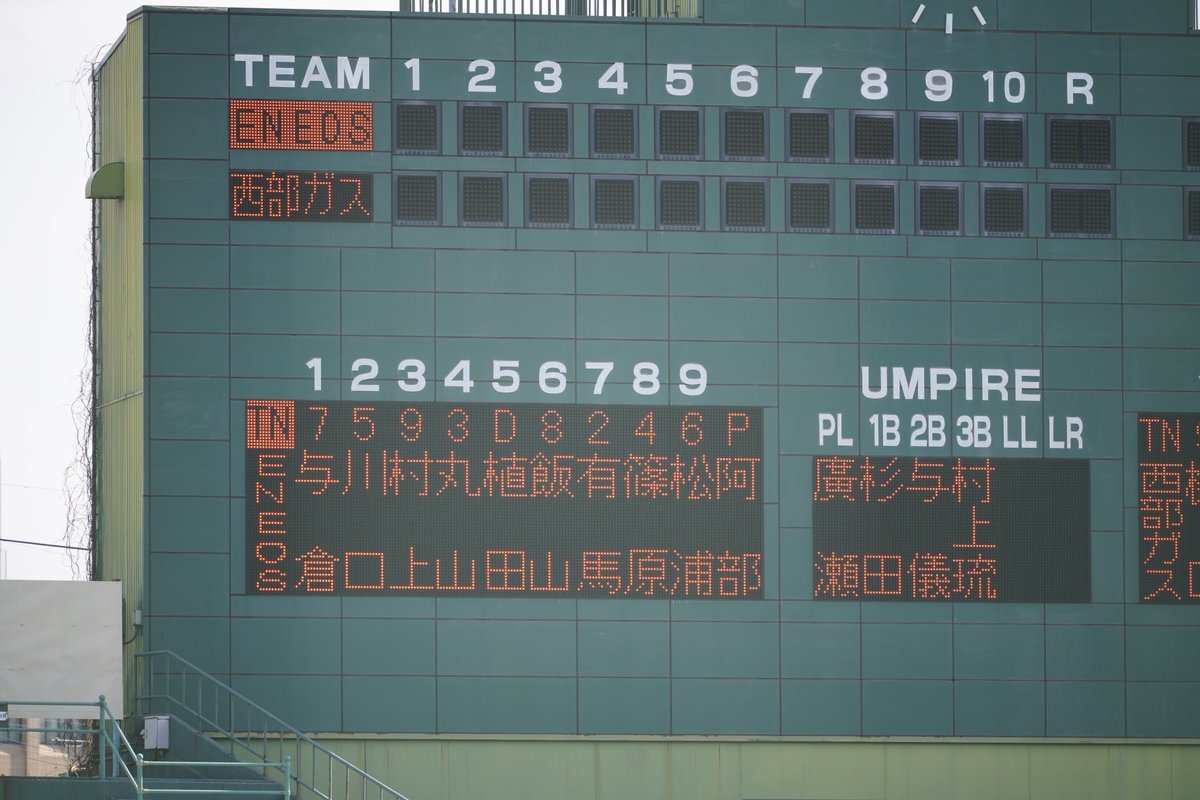 TEAM 1 2 3 4 5 6 7 8 9 10 R
ENEOS
西部ガス
1 2 3 4 5 6 7 8 9
UMPIRE
PL 1B 2B 3B LL LR
TN 7 5 9 3 D 8 2 4 6 P
ENEOS
与倉
川口
村上
丸山
植田
飯山
有馬
篠原
松浦
阿部
廣瀬
杉田
与儀
村上琉
TN
西部ガス